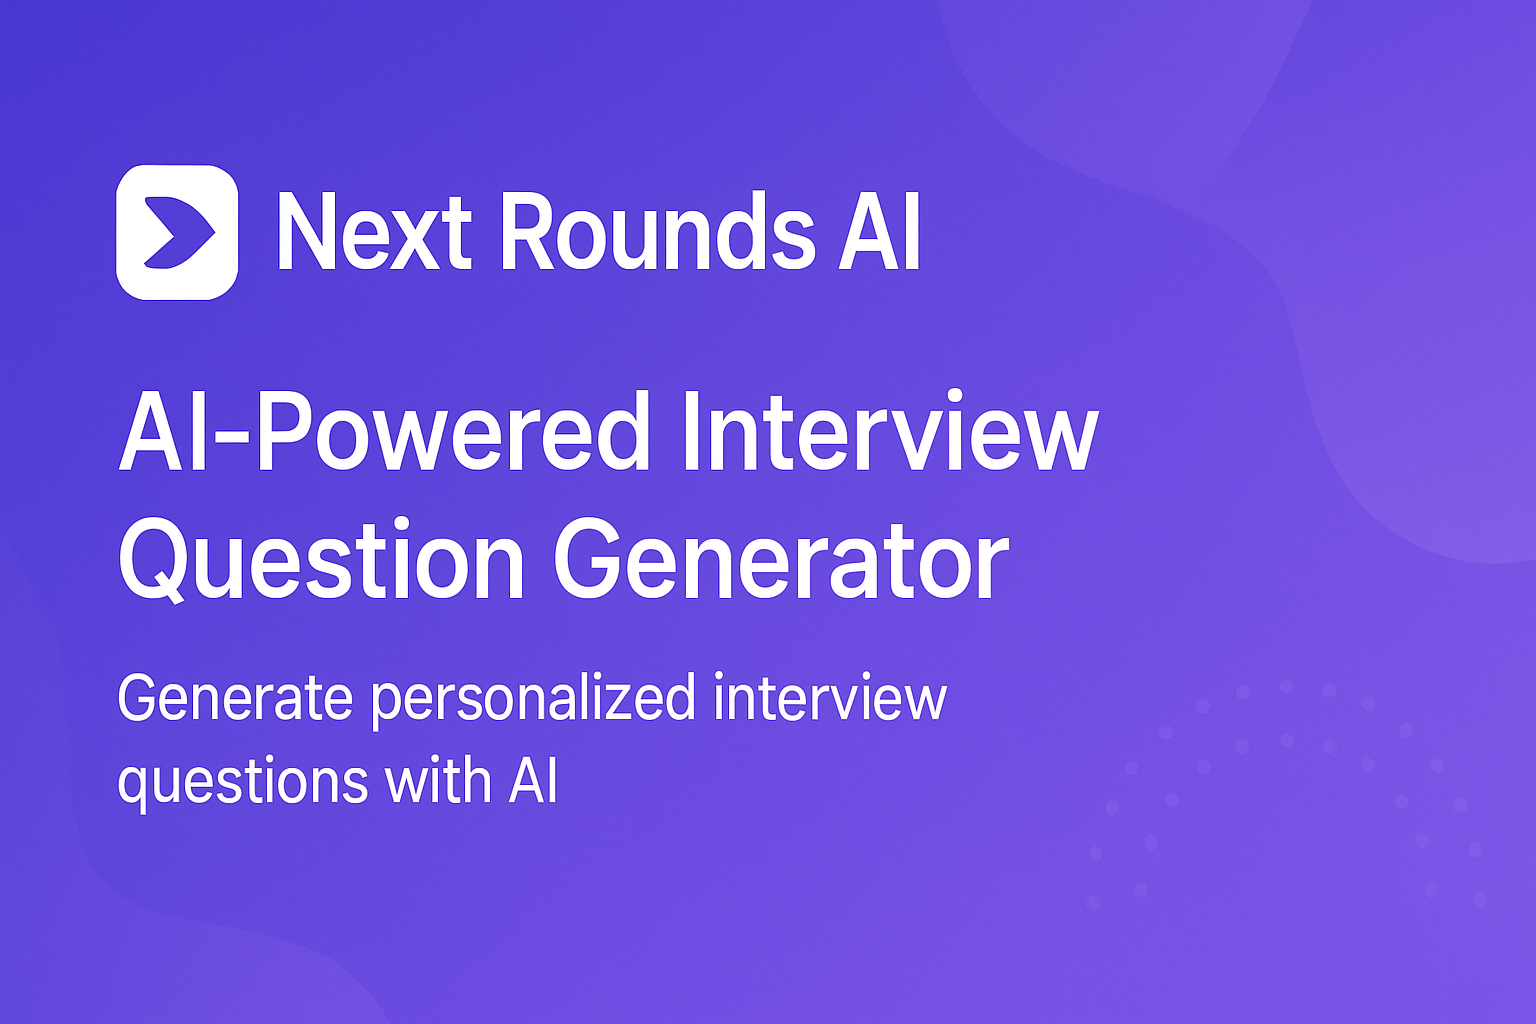 Next Rounds AI
AI-Powered Interview
Question Generator
Generate personalized interview
questions with AI